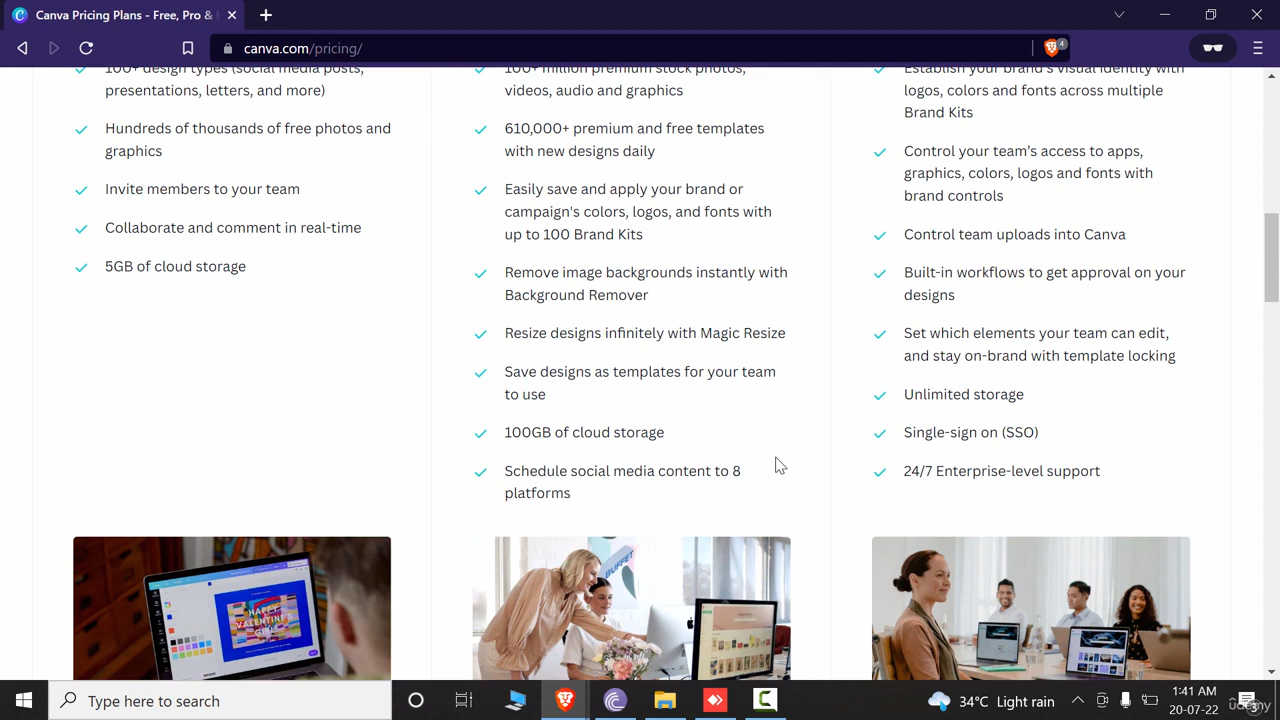 Canva Pricing Plans - Free, Pro &
canva.com/pricing/
4
100+ design types (social media posts,
presentations, letters, and more)
Hundreds of thousands of free photos and
graphics
Invite members to your team
Collaborate and comment in real-time
5GB of cloud storage
100+ million premium stock photos,
videos, audio and graphics
610,000+ premium and free templates
with new designs daily
Easily save and apply your brand or
campaign's colors, logos, and fonts with
up to 100 Brand Kits
Remove image backgrounds instantly with
Background Remover
Resize designs infinitely with Magic Resize
Save designs as templates for your team
to use
100GB of cloud storage
Schedule social media content to 8
platforms
Establish your brand's visual identity with
logos, colors and fonts across multiple
Brand Kits
Control your team's access to apps,
graphics, colors, logos and fonts with
brand controls
Control team uploads into Canva
Built-in workflows to get approval on your
designs
Set which elements your team can edit,
and stay on-brand with template locking
Unlimited storage
Single-sign on (SSO)
24/7 Enterprise-level support
HAPPY
VALENTINE'S
BUFFET
Type here to search
34°C Light rain
1:41 AM
20-07-22
udemy